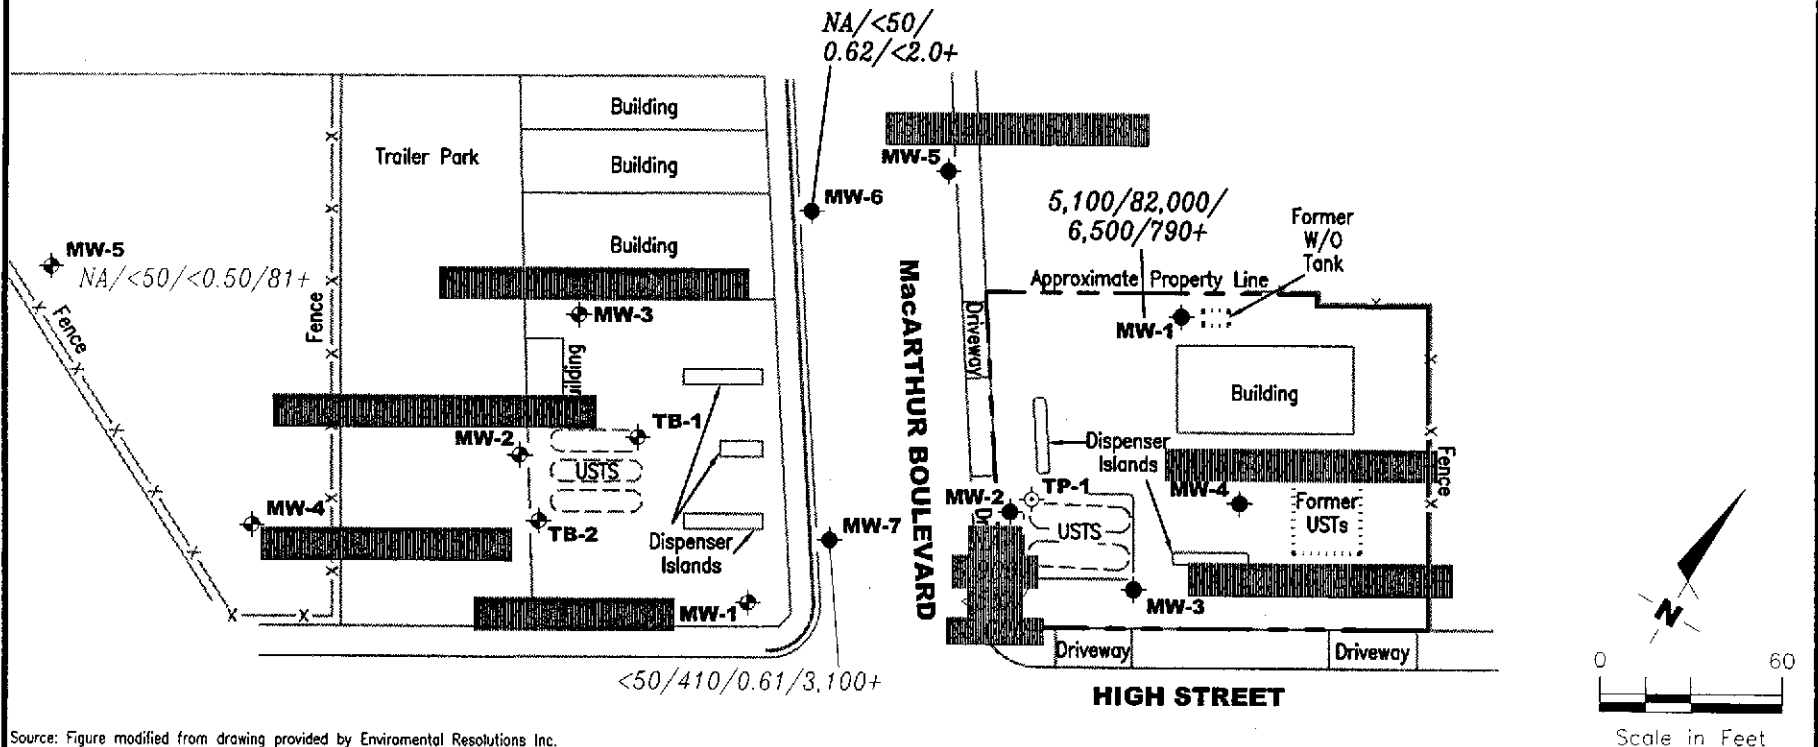 NA/<50/
0.62/<2.0+
Building
Trailer Park
Building
Building
MW-6
MW-5
MW-5
NA/<50/<0.50/81+
5,100/82,000/
6,500/790+
Former
W/O
Tank
Approximate Property Line
MW-1
Fence
Fence
MW-3
uilding
MacARTHUR BOULEVARD
Driveway
Building
TB-1
MW-2
USTS
Dispenser
Islands
Fence
MW-4
TB-2
Dispenser
Islands
MW-7
MW-1
MW-2
TP-1
USTS
MW-4
Former
USTs
MW-3
Driveway
Driveway
<50/410/0.61/3,100+
HIGH STREET
N
0 60
Scale in Feet
Source: Figure modified from drawing provided by Enviromental Resolutions Inc.